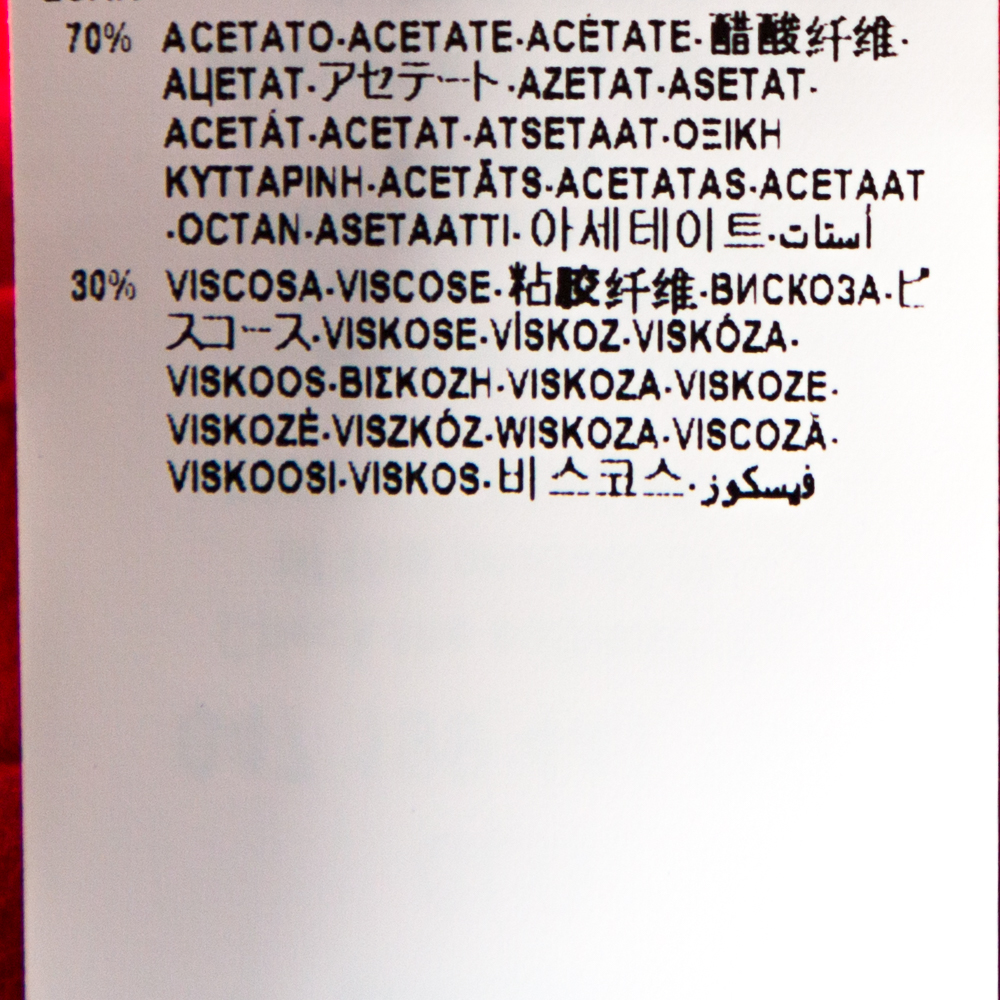 70% ACETATO·ACETATE·ACÉTATE·醋酸纤维·
АЦЕТАТ·アセテート·AZETAT·ASETAT·
ACETÁT·ACETAT·ATSETAAT·ΟΞΙΚΗ
ΚΥΤΤΑΡΙΝΗ·ACETĀTS·ACETATAS·ACETAAT
·OCTAN·ASETAATTI·아세테이트·أستات
30% VISCOSA·VISCOSE·粘胶纤维·ВИСКОЗА·ビ
スコース·VISKOSE·VİSKOZ·VISKÓZA·
VISKOOS·ΒΙΣΚΟΖΗ·VISKOZA·VISKOZE·
VISKOZĖ·VISZKÓZ·WISKOZA·VISCOZĂ·
VISKOOSI·VISKOS·비스코스·فيسكوز